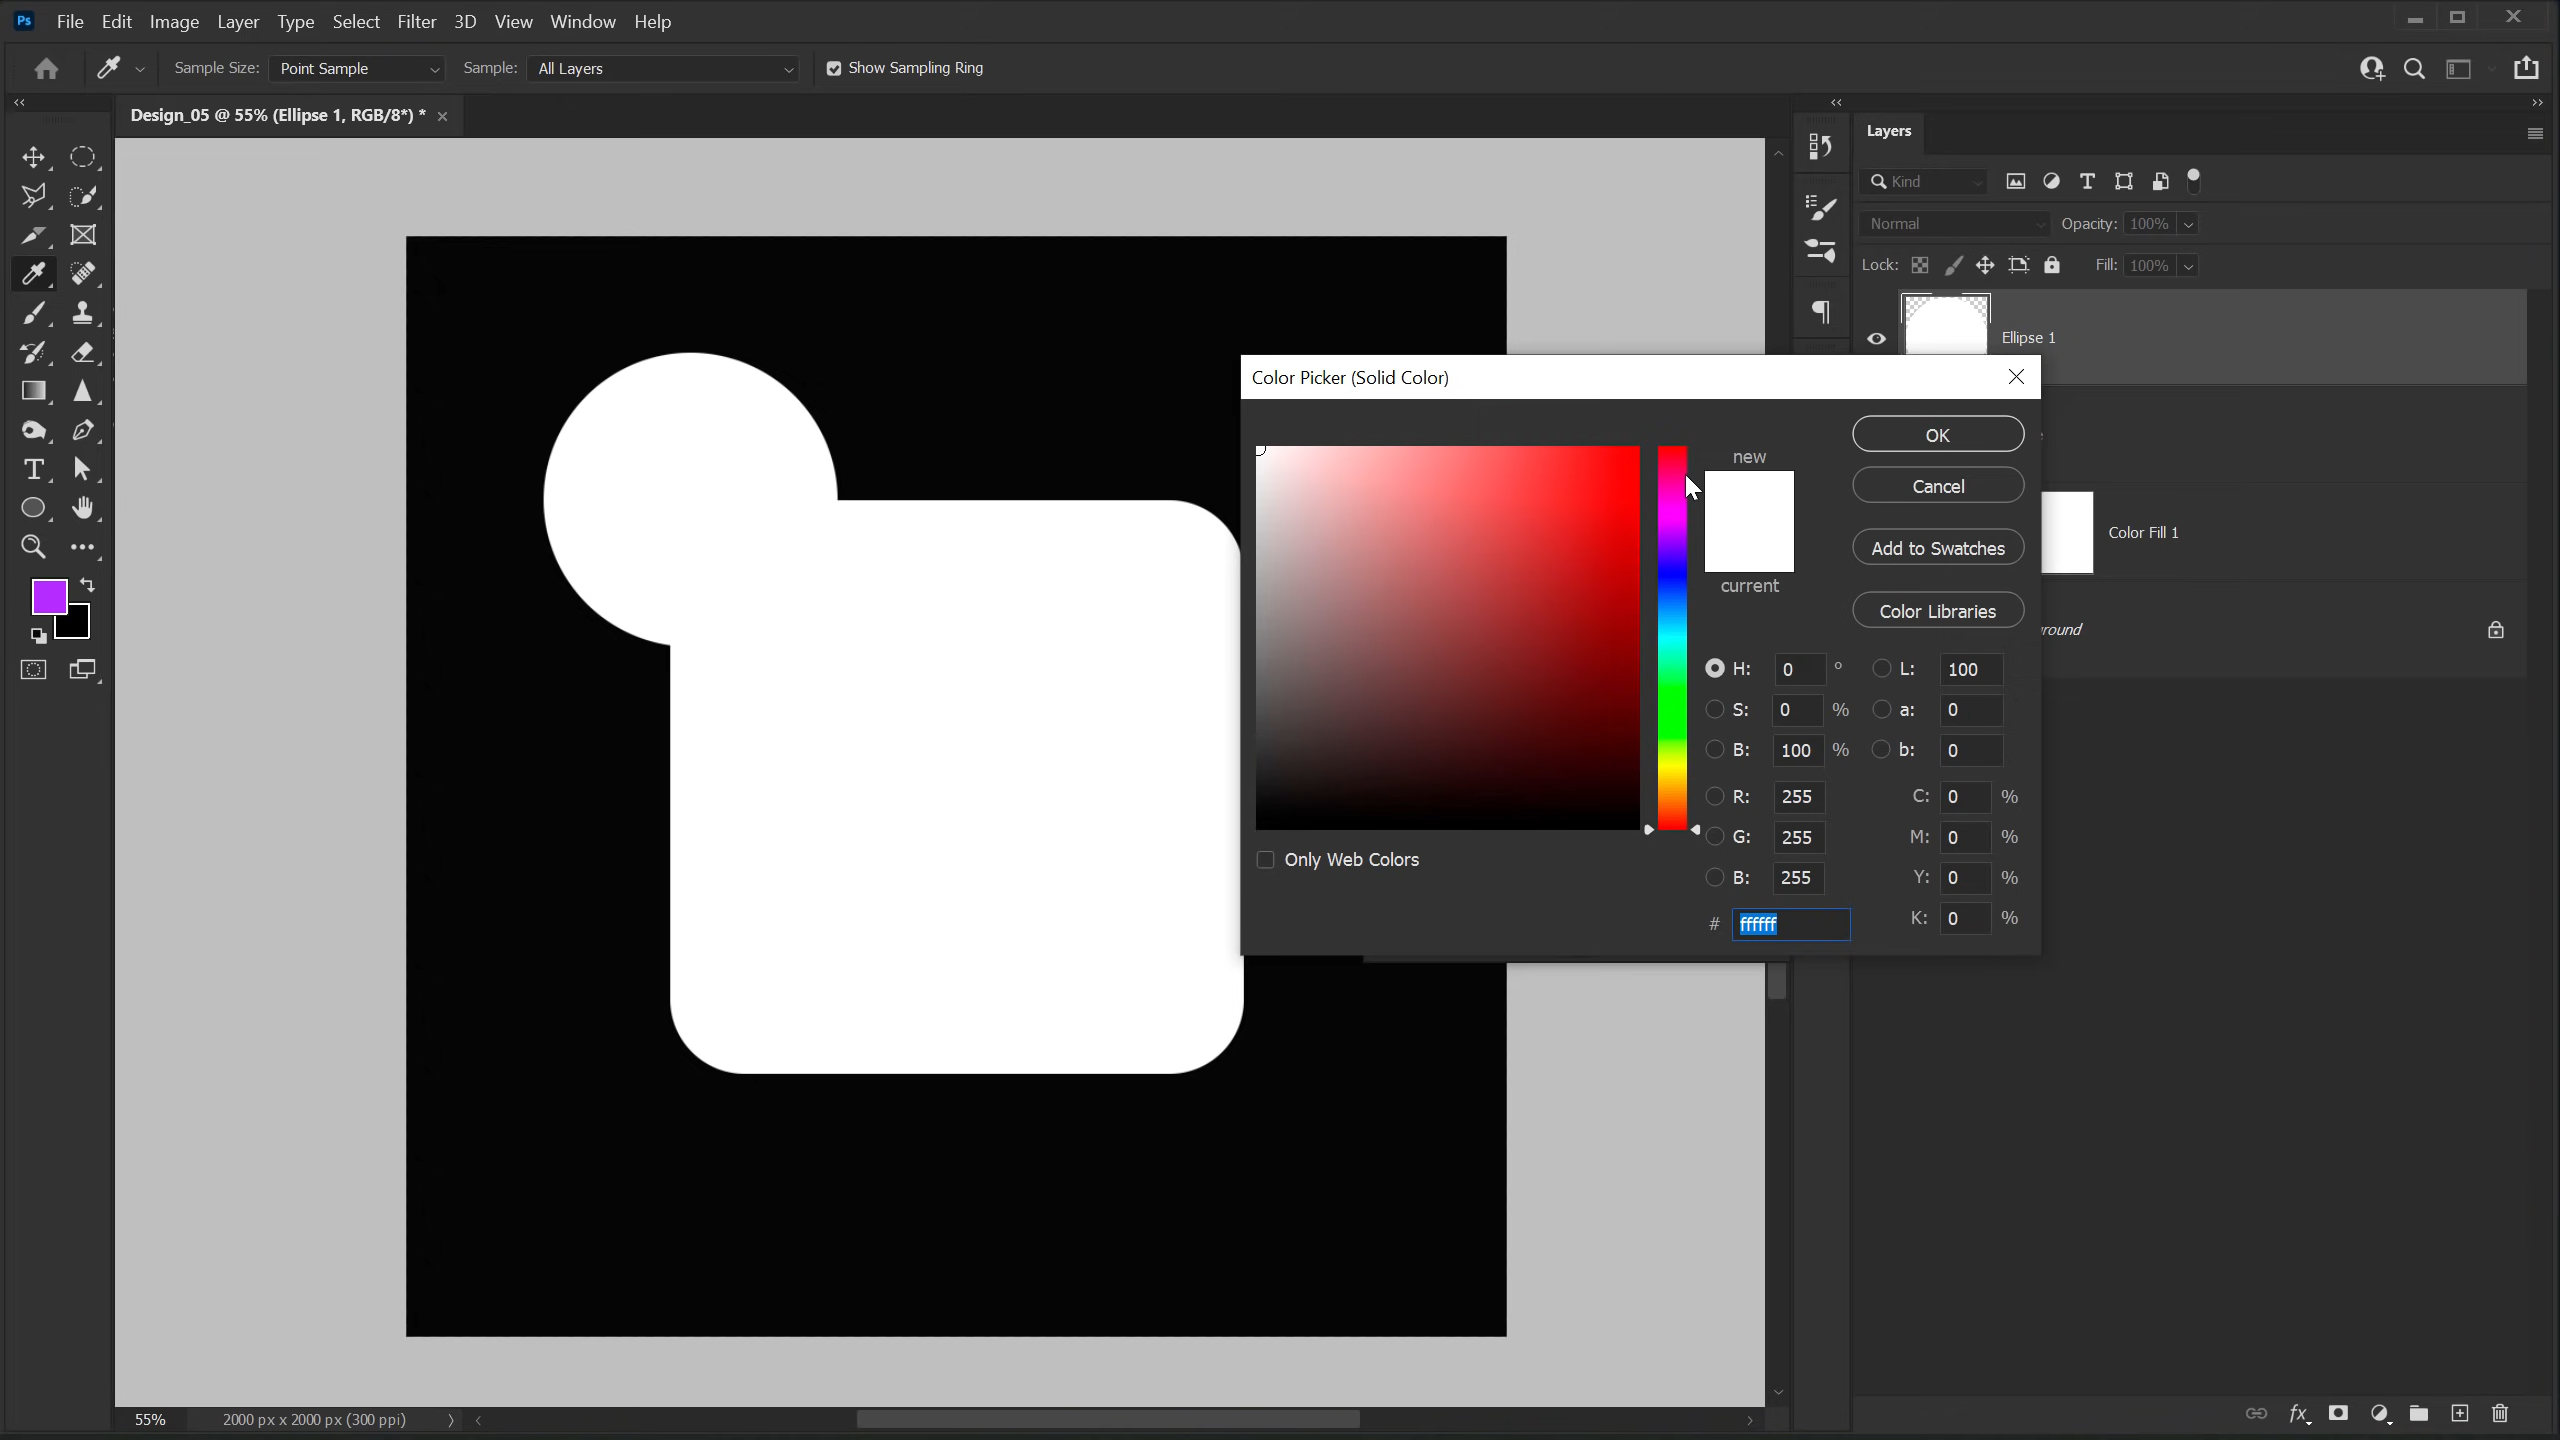 Ps File Edit Image Layer Type Select Filter 3D View Window Help
Sample Size: Point Sample Sample: All Layers Show Sampling Ring
Design_05 @ 55% (Ellipse 1, RGB/8*) *
Layers
Kind
Normal Opacity: 100%
Lock: Fill: 100%
Ellipse 1
Color Fill 1
round
Color Picker (Solid Color)
OK
new
Cancel
current
Add to Swatches
Color Libraries
H: 0 ° L: 100
S: 0 % a: 0
B: 100 % b: 0
R: 255 C: 0 %
G: 255 M: 0 %
B: 255 Y: 0 %
# ffffff K: 0 %
Only Web Colors
55% 2000 px x 2000 px (300 ppi)
fx